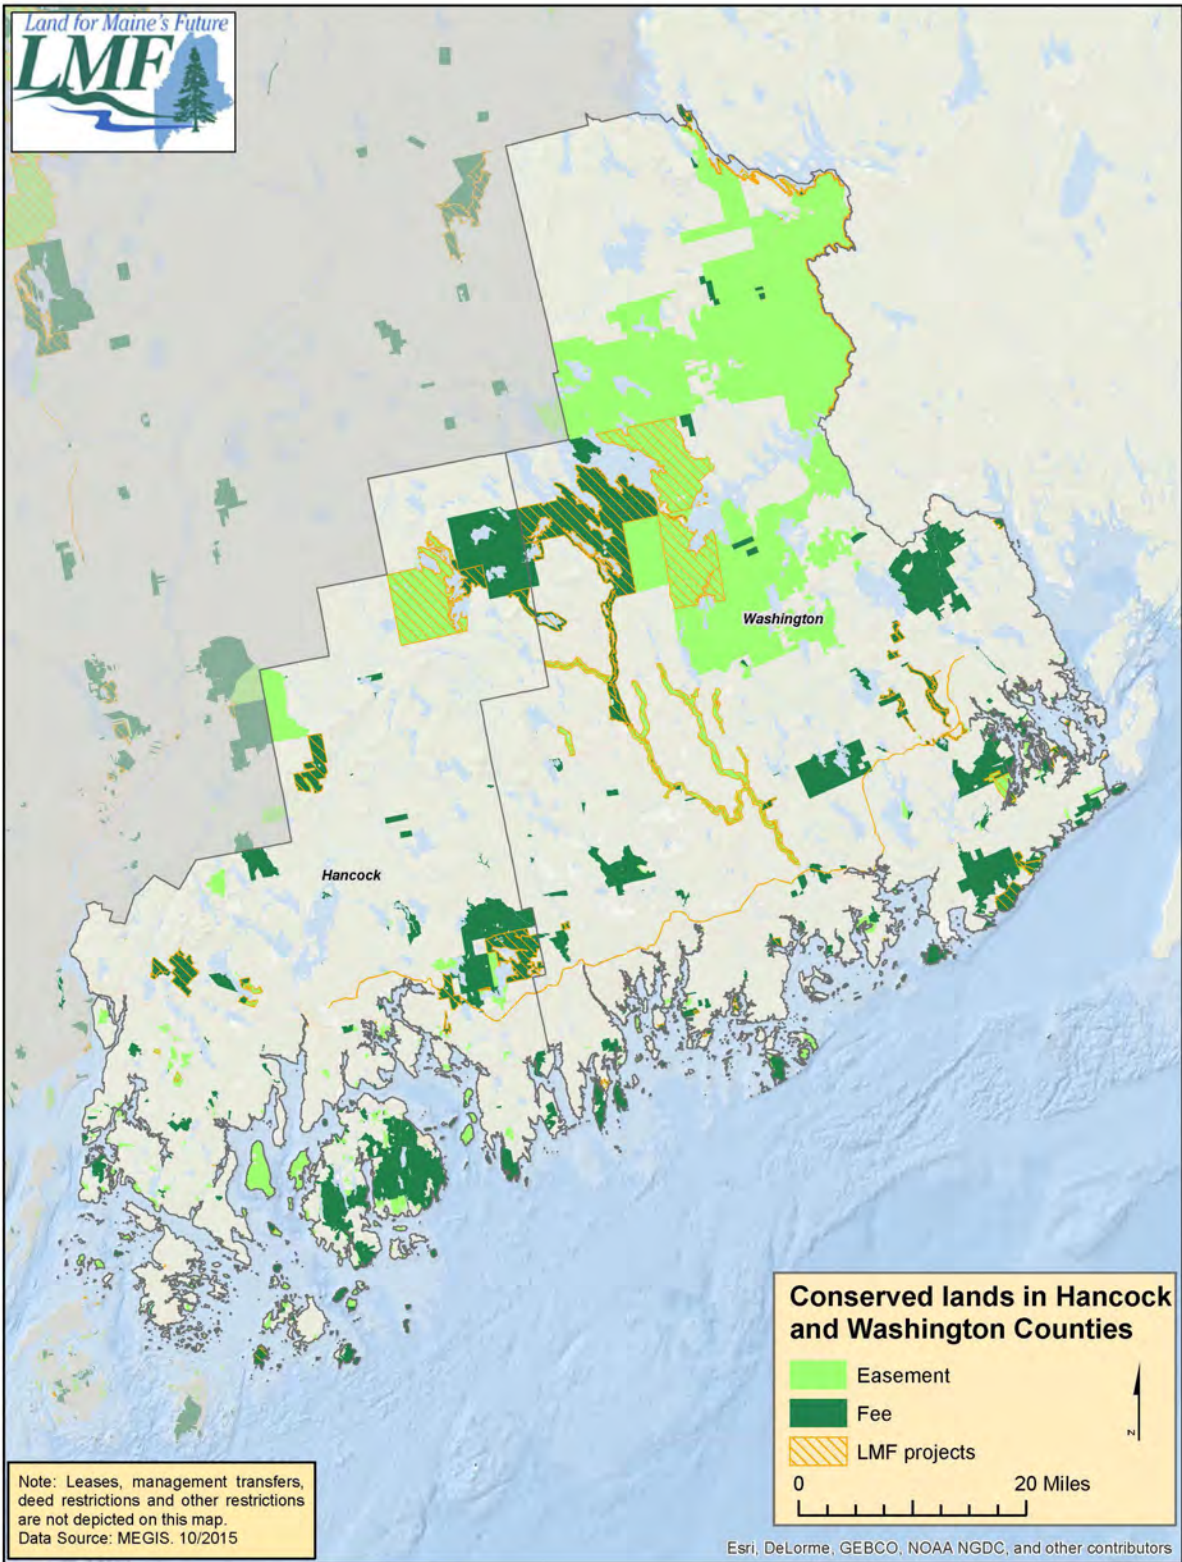 Land for Maine's Future
LMF
Washington
Hancock
Conserved lands in Hancock
and Washington Counties
Easement
Fee
LMF projects
N
0 20 Miles
Note: Leases, management transfers,
deed restrictions and other restrictions
are not depicted on this map.
Data Source: MEGIS. 10/2015
Esri, DeLorme, GEBCO, NOAA NGDC, and other contributors